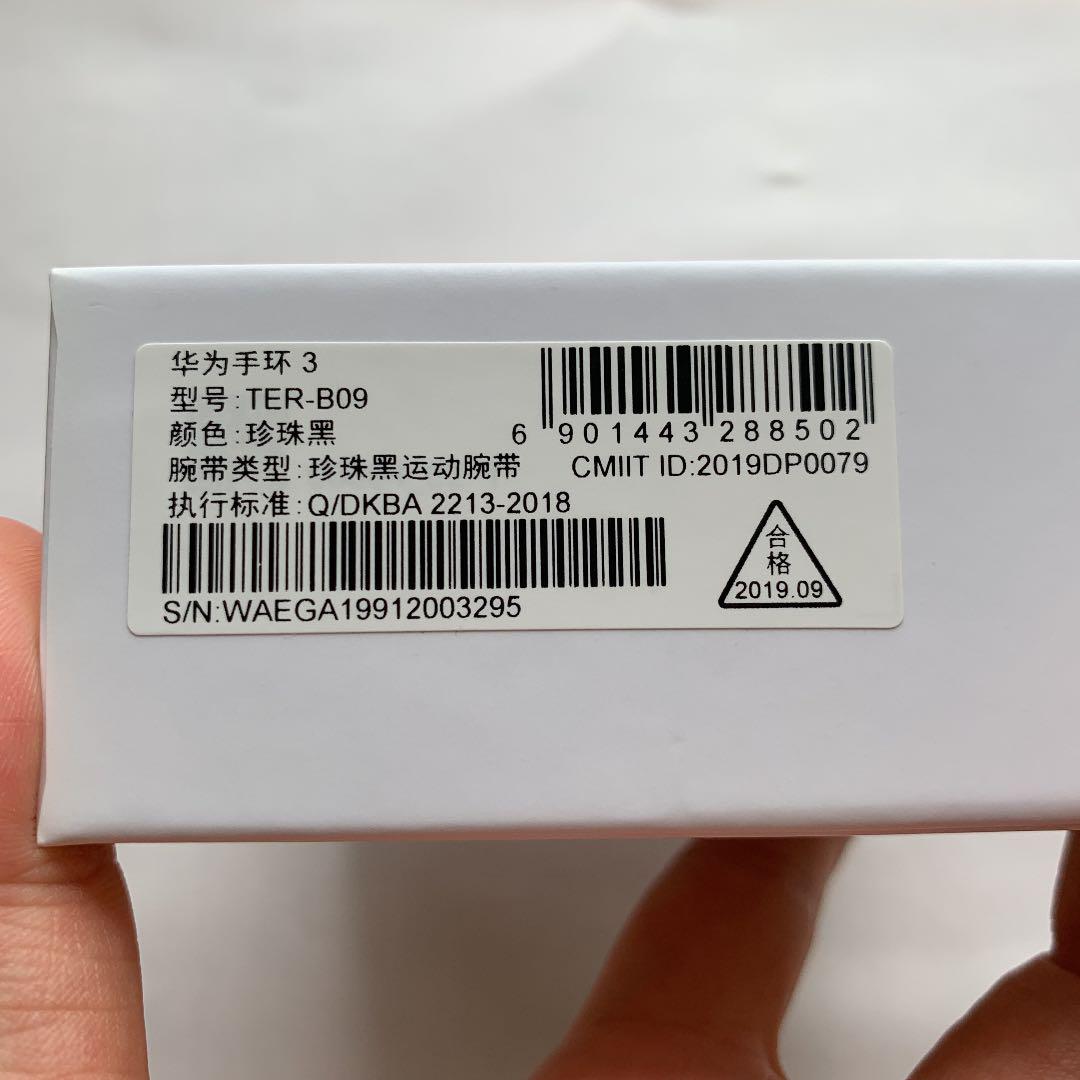 华为手环 3
型号:TER-B09
颜色:珍珠黑
6 901443 288502
腕带类型:珍珠黑运动腕带
CMIIT ID:2019DP0079
执行标准:Q/DKBA 2213-2018
合
格
2019.09
S/N:WAEGA19912003295